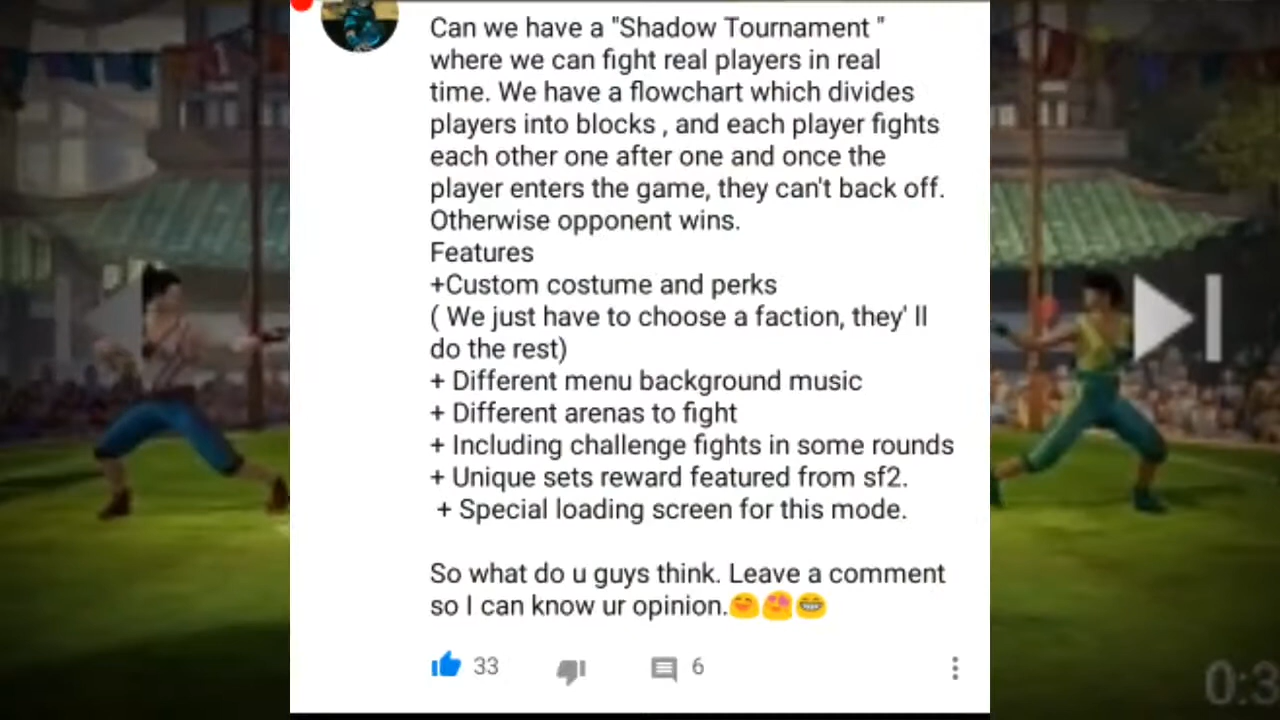 Can we have a "Shadow Tournament "
where we can fight real players in real
time. We have a flowchart which divides
players into blocks , and each player fights
each other one after one and once the
player enters the game, they can't back off.
Otherwise opponent wins.
Features
+Custom costume and perks
( We just have to choose a faction, they' ll
do the rest)
+ Different menu background music
+ Different arenas to fight
+ Including challenge fights in some rounds
+ Unique sets reward featured from sf2.
+ Special loading screen for this mode.
So what do u guys think. Leave a comment
so I can know ur opinion.😄😍😁
33
6
0:3